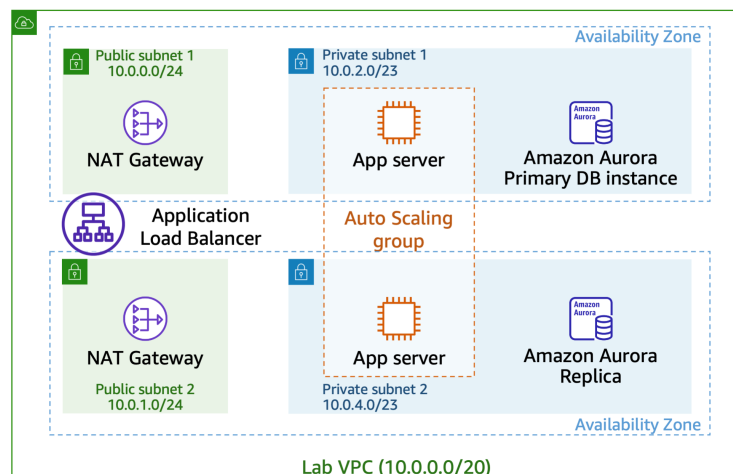 Availability Zone
Public subnet 1
10.0.0.0/24
Private subnet 1
10.0.2.0/23
NAT Gateway
App server
Amazon
Aurora
Amazon Aurora
Primary DB instance
Application
Load Balancer
Auto Scaling
group
NAT Gateway
App server
Amazon
Aurora
Amazon Aurora
Replica
Public subnet 2
10.0.1.0/24
Private subnet 2
10.0.4.0/23
Availability Zone
Lab VPC (10.0.0.0/20)